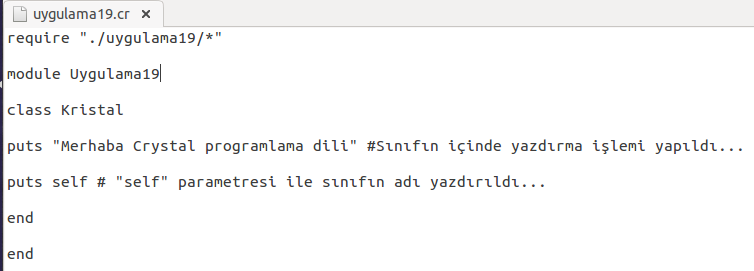 uygulama19.cr
require "./uygulama19/*"
module Uygulama19
class Kristal
puts "Merhaba Crystal programlama dili" #Sınıfın içinde yazdırma işlemi yapıldı...
puts self # "self" parametresi ile sınıfın adı yazdırıldı...
end
end